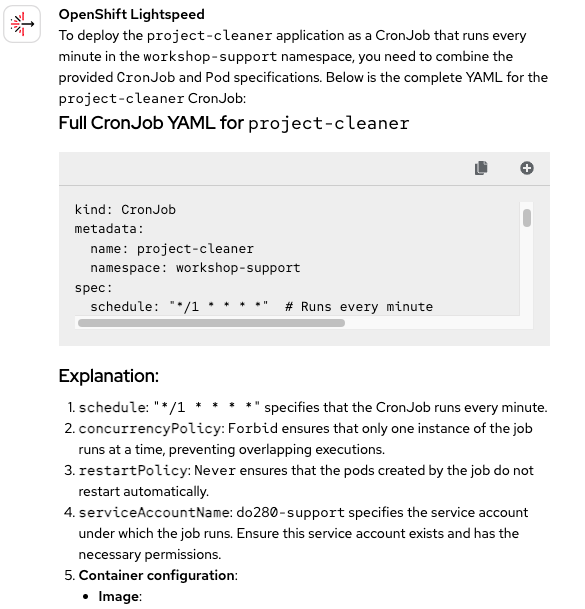 OpenShift Lightspeed
To deploy the project-cleaner application as a CronJob that runs every
minute in the workshop-support namespace, you need to combine the
provided CronJob and Pod specifications. Below is the complete YAML for the
project-cleaner CronJob:
Full CronJob YAML for project-cleaner
kind: CronJob
metadata:
  name: project-cleaner
  namespace: workshop-support
spec:
  schedule: "*/1 * * * *"  # Runs every minute
Explanation:
1. schedule: "*/1 * * * *" specifies that the CronJob runs every minute.
2. concurrencyPolicy: Forbid ensures that only one instance of the job
runs at a time, preventing overlapping executions.
3. restartPolicy: Never ensures that the pods created by the job do not
restart automatically.
4. serviceAccountName: do280-support specifies the service account
under which the job runs. Ensure this service account exists and has the
necessary permissions.
5. Container configuration:
• Image: